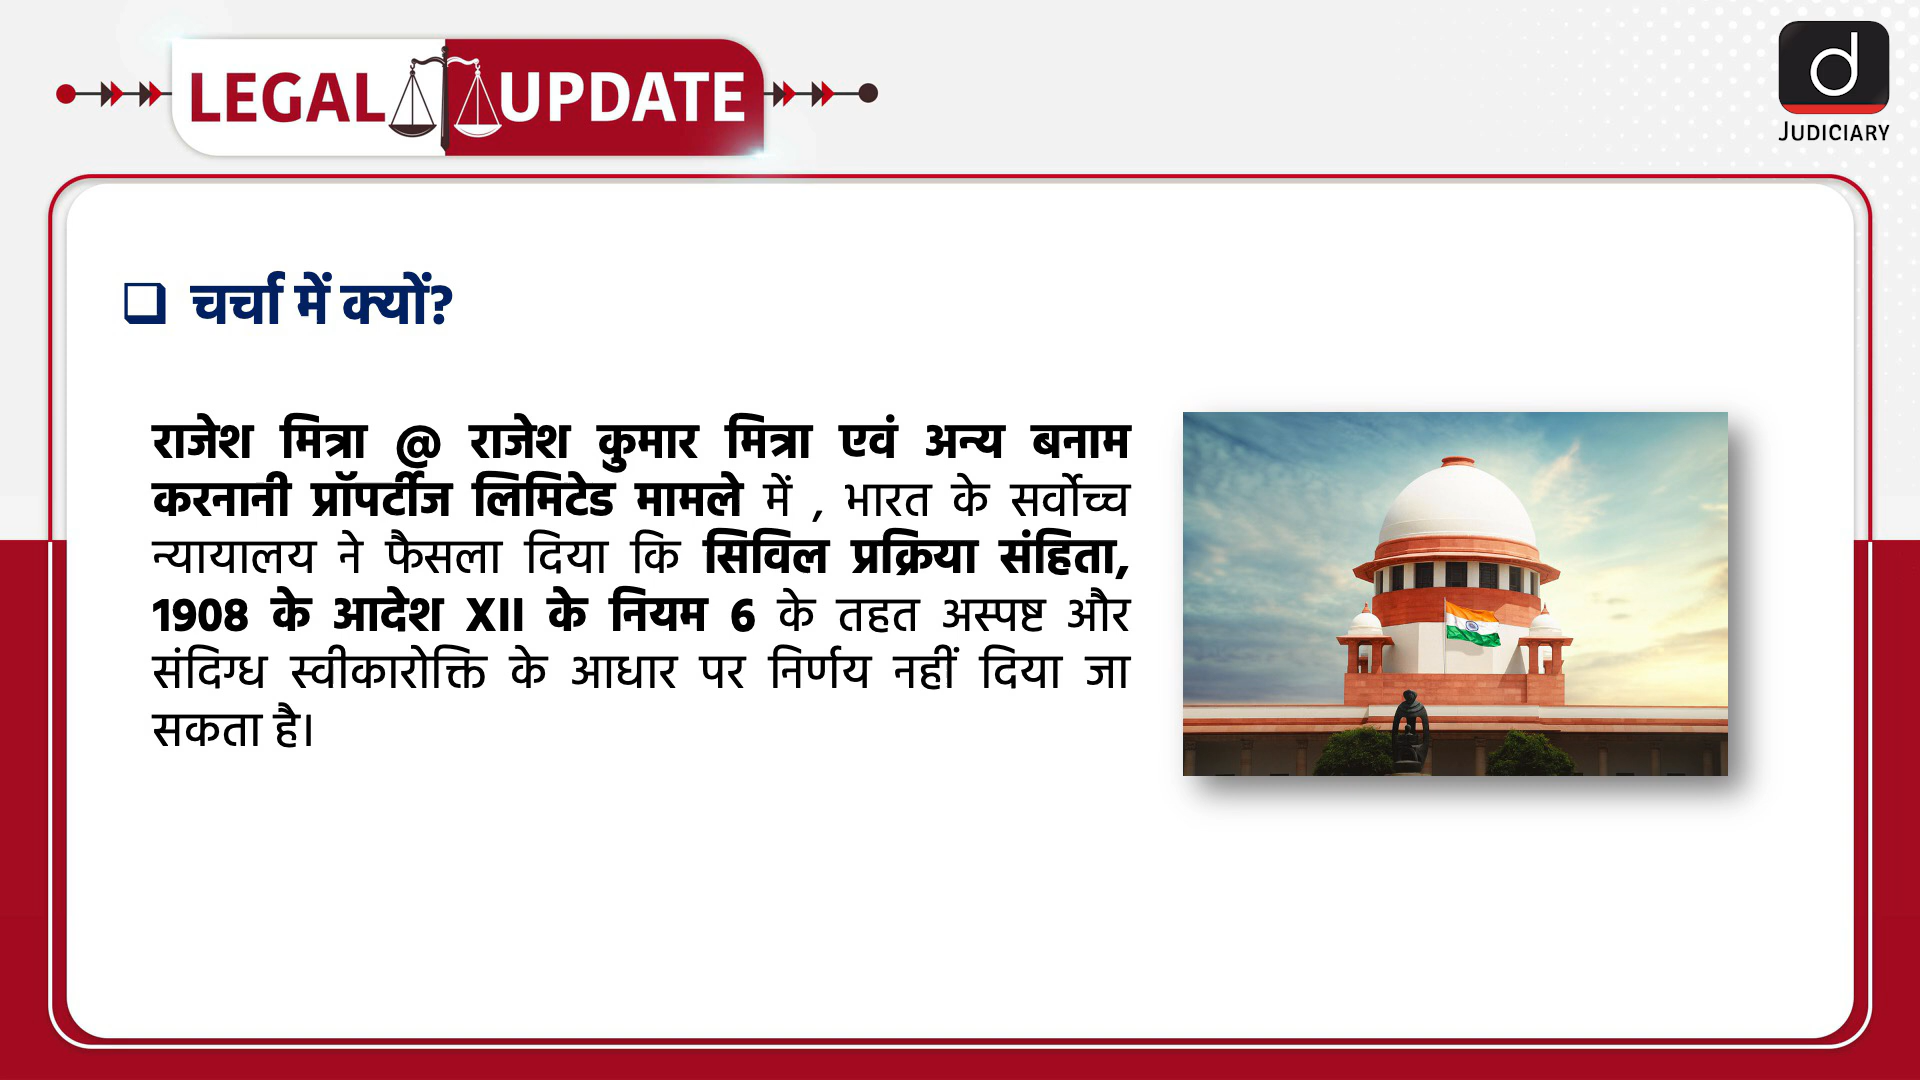 LEGAL UPDATE
d
JUDICIARY
❑ चर्चा में क्यों?
राजेश मित्रा @ राजेश कुमार मित्रा एवं अन्य बनाम
करनानी प्रॉपर्टीज लिमिटेड मामले में , भारत के सर्वोच्च
न्यायालय ने फैसला दिया कि सिविल प्रक्रिया संहिता,
1908 के आदेश XII के नियम 6 के तहत अस्पष्ट और
संदिग्ध स्वीकारोक्ति के आधार पर निर्णय नहीं दिया जा
सकता है।